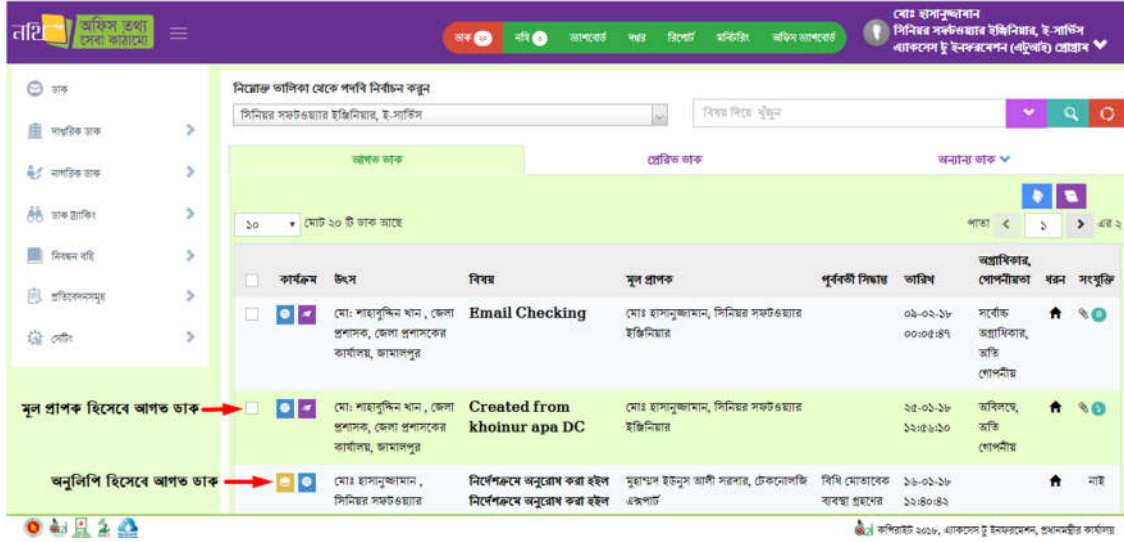 নথি অফিস তথ্য সেবা কাঠামো
ডাক ২০ নথি ০ ড্যাশবোর্ড দপ্তর রিপোর্ট মনিটরিং অফিস ড্যাশবোর্ড
মোঃ হাসানুজ্জামান
সিনিয়র সফটওয়্যার ইঞ্জিনিয়ার, ই-সার্ভিস
এ্যাকসেস টু ইনফরমেশন (এটুআই) প্রোগ্রাম
ডাক
দাপ্তরিক ডাক
নাগরিক ডাক
ডাক ট্র্যাকিং
নিবন্ধন বহি
প্রতিবেদনসমূহ
সেটিং
নিম্নোক্ত তালিকা থেকে পদবি নির্বাচন করুন
সিনিয়র সফটওয়্যার ইঞ্জিনিয়ার, ই-সার্ভিস
বিষয় দিয়ে খুঁজুন
আগত ডাক প্রেরিত ডাক অন্যান্য ডাক
১০ মোট ২০ টি ডাক আছে পাতা ১ এর ২
কার্যক্রম উৎস বিষয় মূল প্রাপক পূর্ববর্তী সিদ্ধান্ত তারিখ অগ্রাধিকার, গোপনীয়তা ধরন সংযুক্তি
মো: শাহাবুদ্দিন খান , জেলা Email Checking মোঃ হাসানুজ্জামান, সিনিয়র সফটওয়্যার ০৯-০২-১৮ সর্বোচ্চ
প্রশাসক, জেলা প্রশাসকের ইঞ্জিনিয়ার ০০:০৫:৪৭ অগ্রাধিকার,
কার্যালয়, জামালপুর অতি
গোপনীয়
মূল প্রাপক হিসেবে আগত ডাক
মো: শাহাবুদ্দিন খান , জেলা Created from মোঃ হাসানুজ্জামান, সিনিয়র সফটওয়্যার ২৫-০১-১৮ অবিলম্বে, ১
প্রশাসক, জেলা প্রশাসকের khoinur apa DC ইঞ্জিনিয়ার ১২:৫৮:১০ অতি
কার্যালয়, জামালপুর গোপনীয়
অনুলিপি হিসেবে আগত ডাক
মোঃ হাসানুজ্জামান , নির্দেশক্রমে অনুরোধ করা হইল মুহাম্মদ ইউনুস আলী সরদার, টেকনোলজি বিধি মোতাবেক ১৬-০১-১৮ নাই
সিনিয়র সফটওয়্যার নির্দেশক্রমে অনুরোধ করা হইল এক্সপার্ট ব্যবস্থা গ্রহণের ১২:৪০:৪২
কপিরাইট ২০১৮, এ্যাকসেস টু ইনফরমেশন, প্রধানমন্ত্রীর কার্যালয়